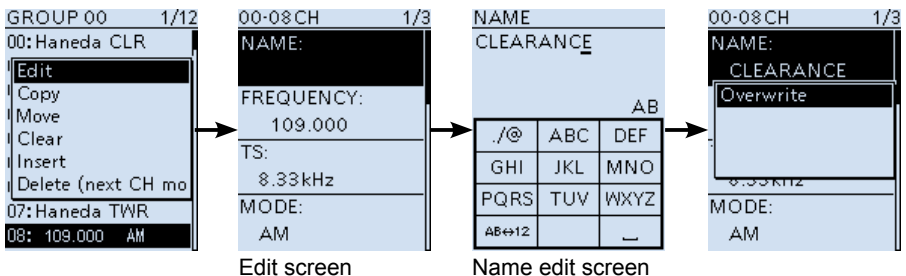 GROUP 00 1/12
00: Haneda CLR
Edit
Copy
Move
Clear
Insert
Delete (next CH mo
07: Haneda TWR
08: 109.000 AM
00-08CH 1/3
NAME:
FREQUENCY:
109.000
TS:
8.33kHz
MODE:
AM
Edit screen
NAME
CLEARANCE
AB
./@ ABC DEF
GHI JKL MNO
PQRS TUV WXYZ
AB↔12 ⎵
Name edit screen
00-08CH 1/3
NAME:
CLEARANCE
Overwrite
8.33kHz
MODE:
AM